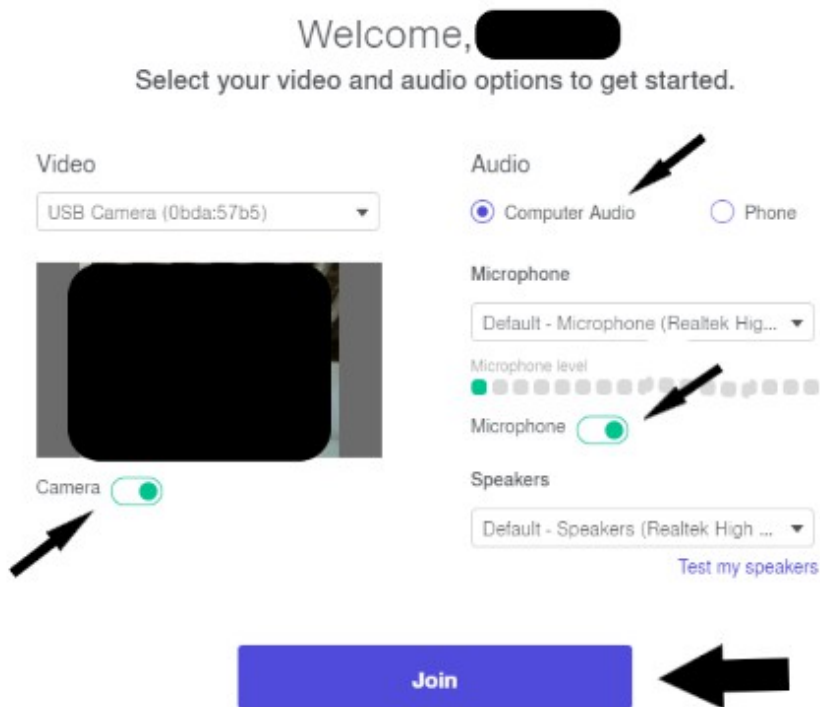 Welcome,
Select your video and audio options to get started.
Video
USB Camera (0bda:57b5)
Camera
Audio
Computer Audio Phone
Microphone
Default - Microphone (Realtek Hig...
Microphone level
Microphone
Speakers
Default - Speakers (Realtek High ...
Test my speakers
Join